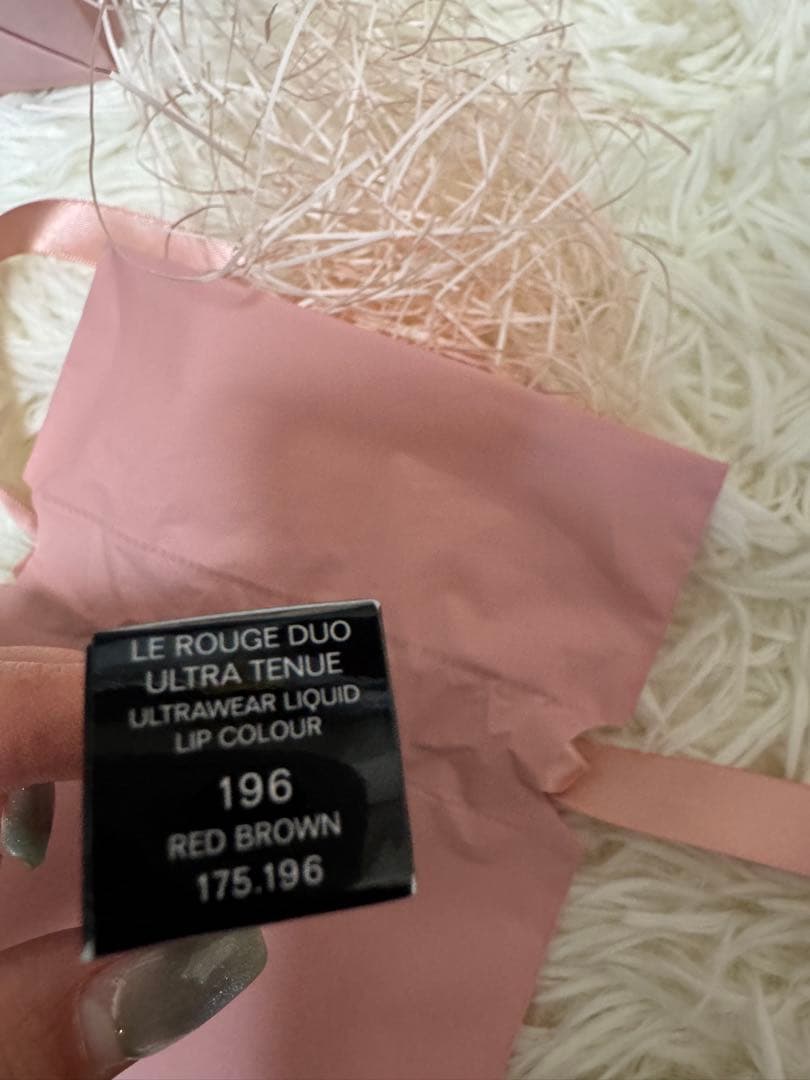 LE ROUGE DUO
ULTRA TENUE
ULTRAWEAR LIQUID
LIP COLOUR
196
RED BROWN
175.196